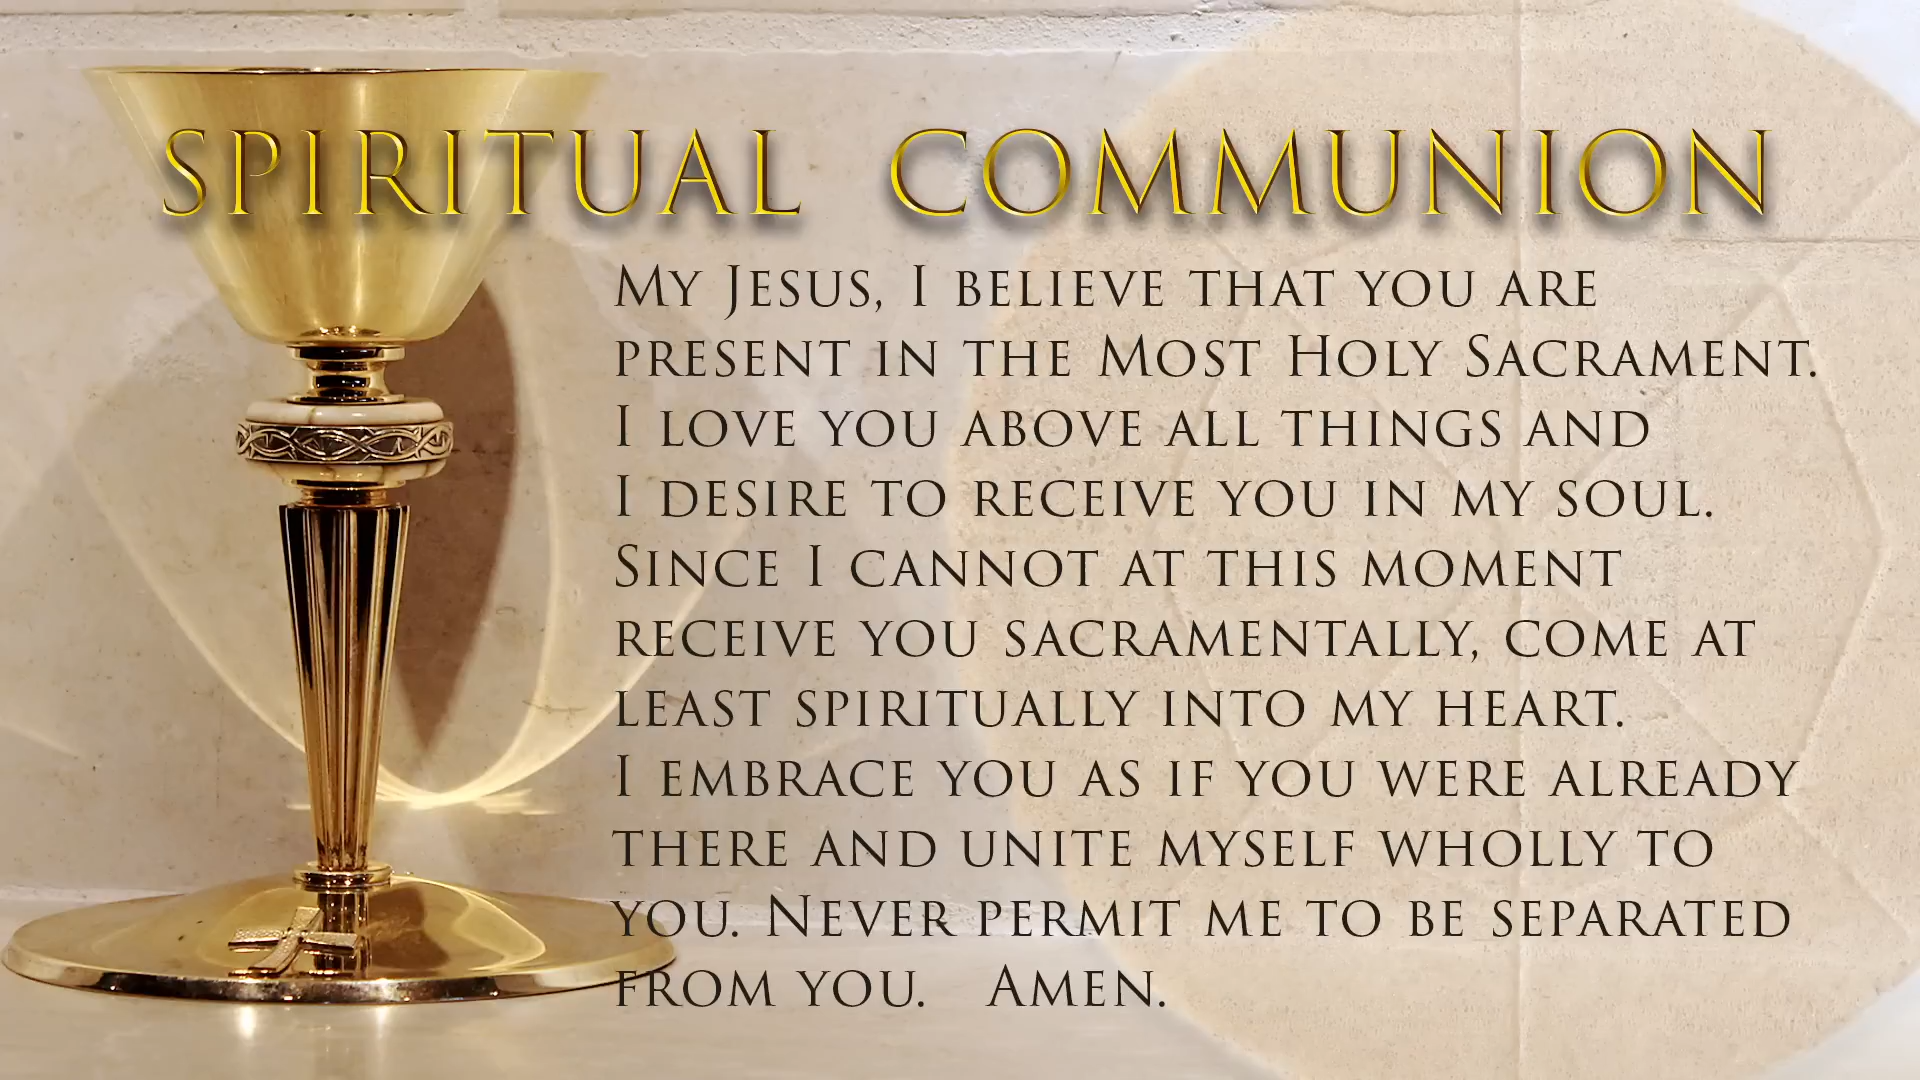 SPIRITUAL COMMUNION
My Jesus, I believe that you are
present in the Most Holy Sacrament.
I love you above all things and
I desire to receive you in my soul.
Since I cannot at this moment
receive you sacramentally, come at
least spiritually into my heart.
I embrace you as if you were already
there and unite myself wholly to
you. Never permit me to be separated
from you. Amen.